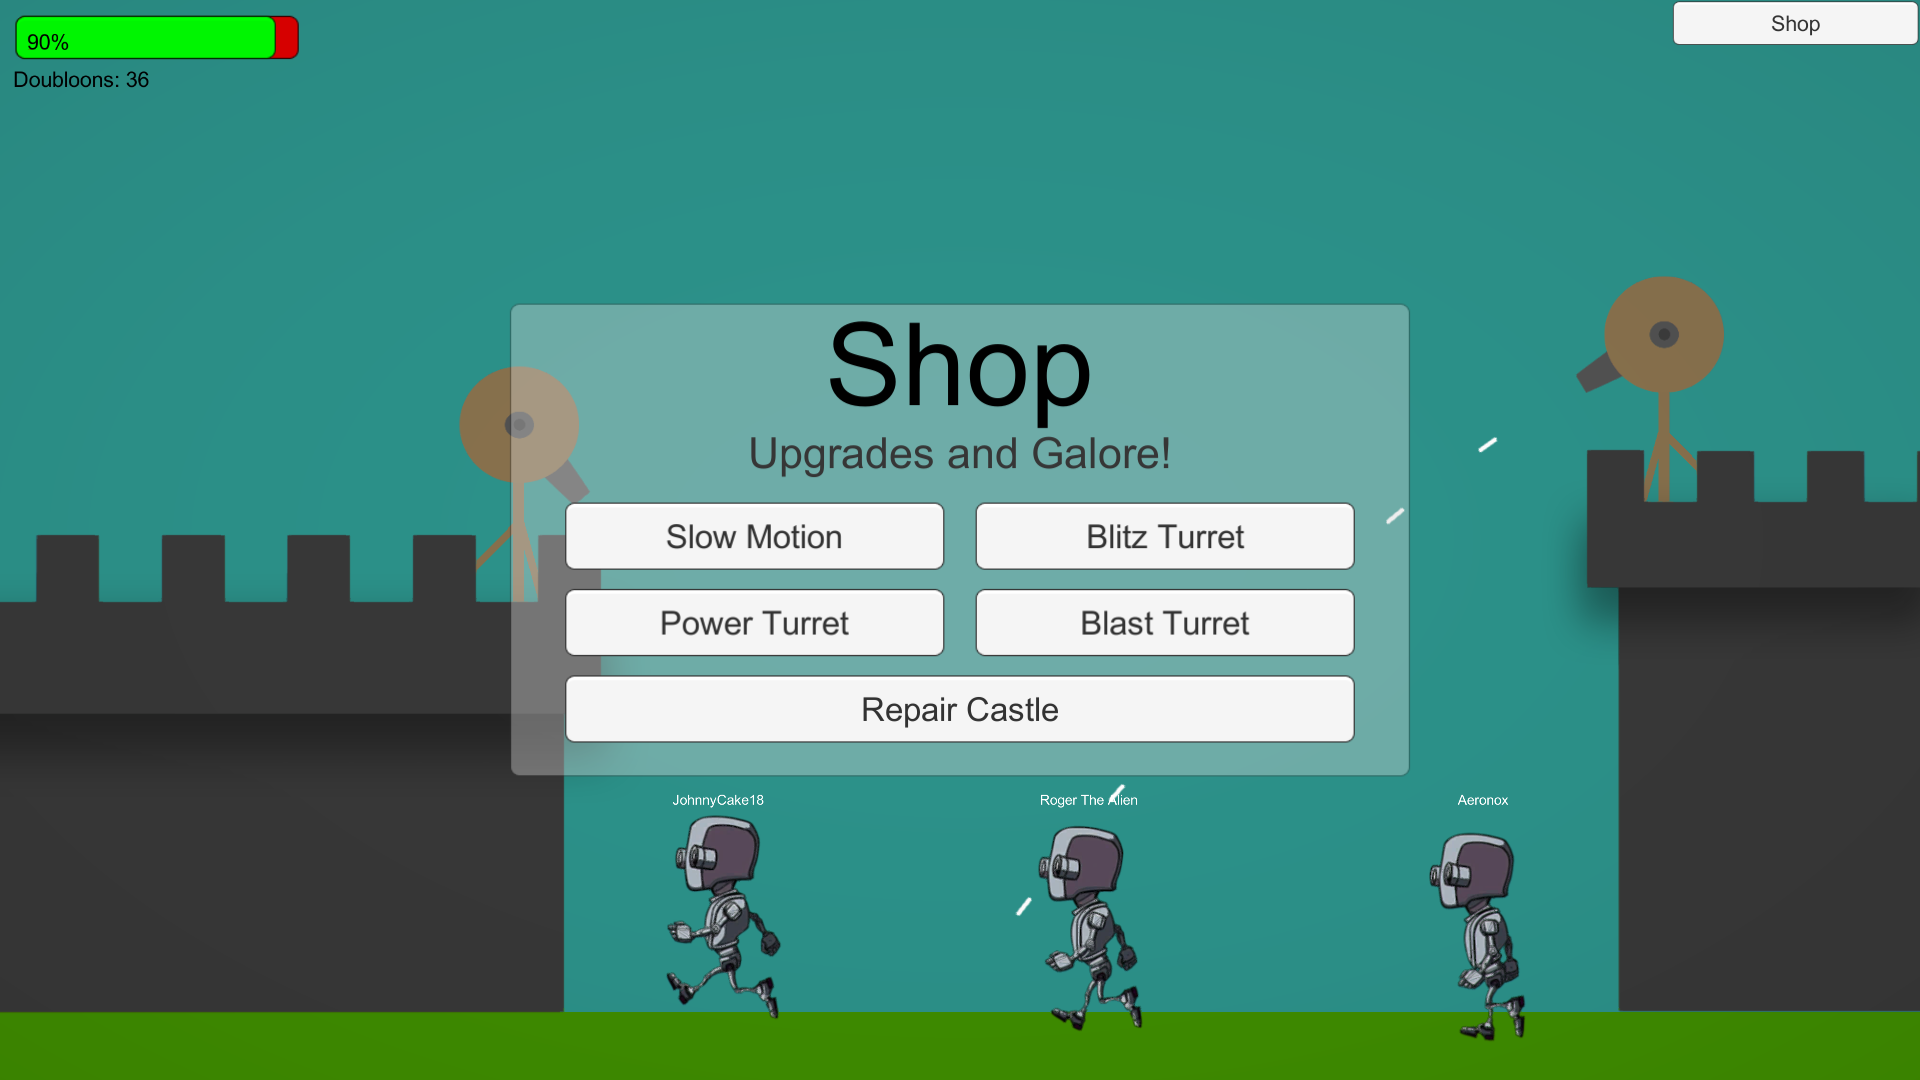 90%
Shop
Doubloons: 36
Shop
Upgrades and Galore!
Slow Motion
Blitz Turret
Power Turret
Blast Turret
Repair Castle
JohnnyCake18
Roger The Alien
Aeronox